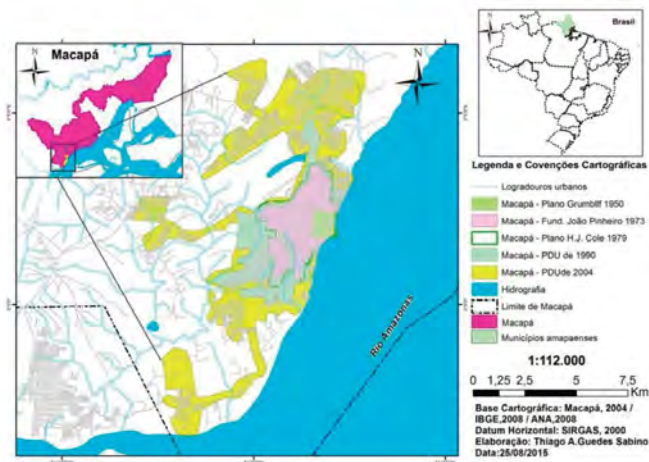 N
Macapá
N
Rio Amazonas
Brasil
N
Legenda e Covenções Cartográficas
Logradouros urbanos
Macapá - Plano Grumbilf 1950
Macapá - Fund. João Pinheiro 1973
Macapá - Plano H.J. Cole 1979
Macapá - PDU de 1990
Macapá - PDUde 2004
Hidrografia
Limite de Macapá
Macapá
Municípios amapaenses
1:112.000
0 1,25 2,5 5 7,5
Km
Base Cartográfica: Macapá, 2004 /
IBGE,2008 / ANA,2008
Datum Horizontal: SIRGAS, 2000
Elaboração: Thiago A.Guedes Sabino
Data:25/08/2015